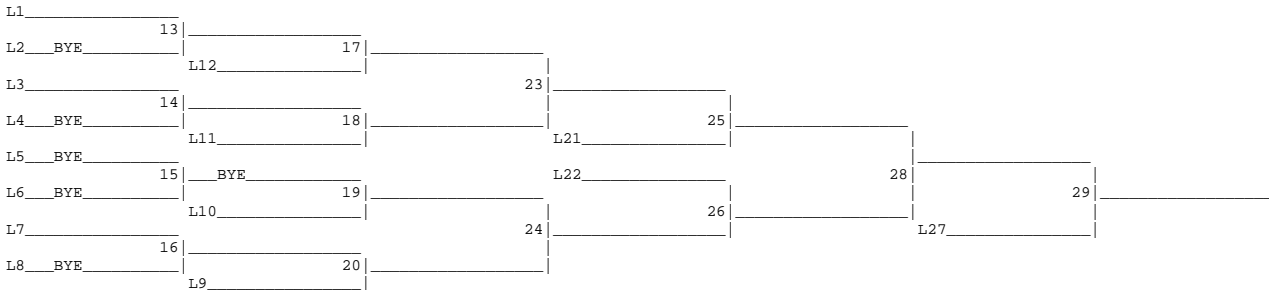 L1
13
L2 BYE
17
L12
L3
23
14
L4 BYE
18
25
L11
L21
L5 BYE
15 BYE
L22
28
L6 BYE
19
29
L10
26
L7
24
L27
16
L8 BYE
20
L9